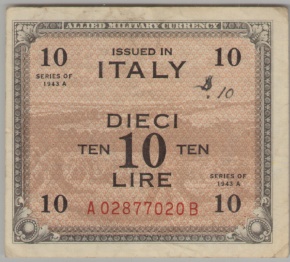 ALLIED MILITARY CURRENCY
10 ISSUED IN 10
ITALY
SERIES OF
1943 A
$.10
DIECI
TEN 10 TEN
LIRE
SERIES OF
1943 A
10 A02877020B 10